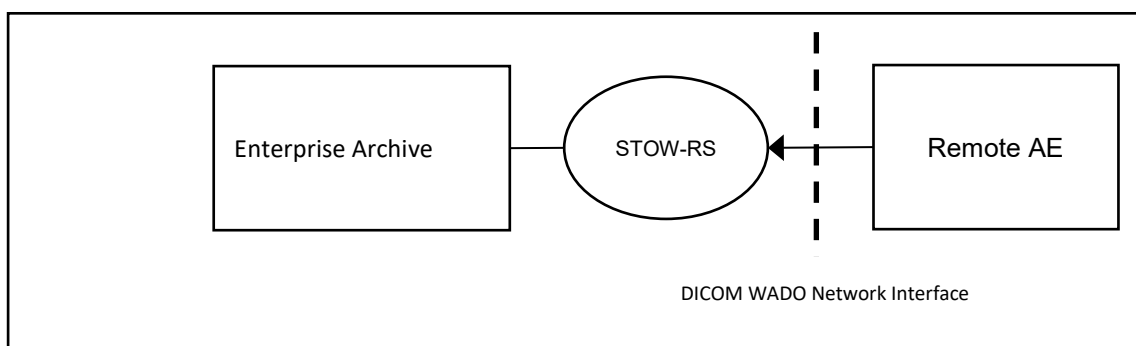 Enterprise Archive
STOW-RS
Remote AE
DICOM WADO Network Interface